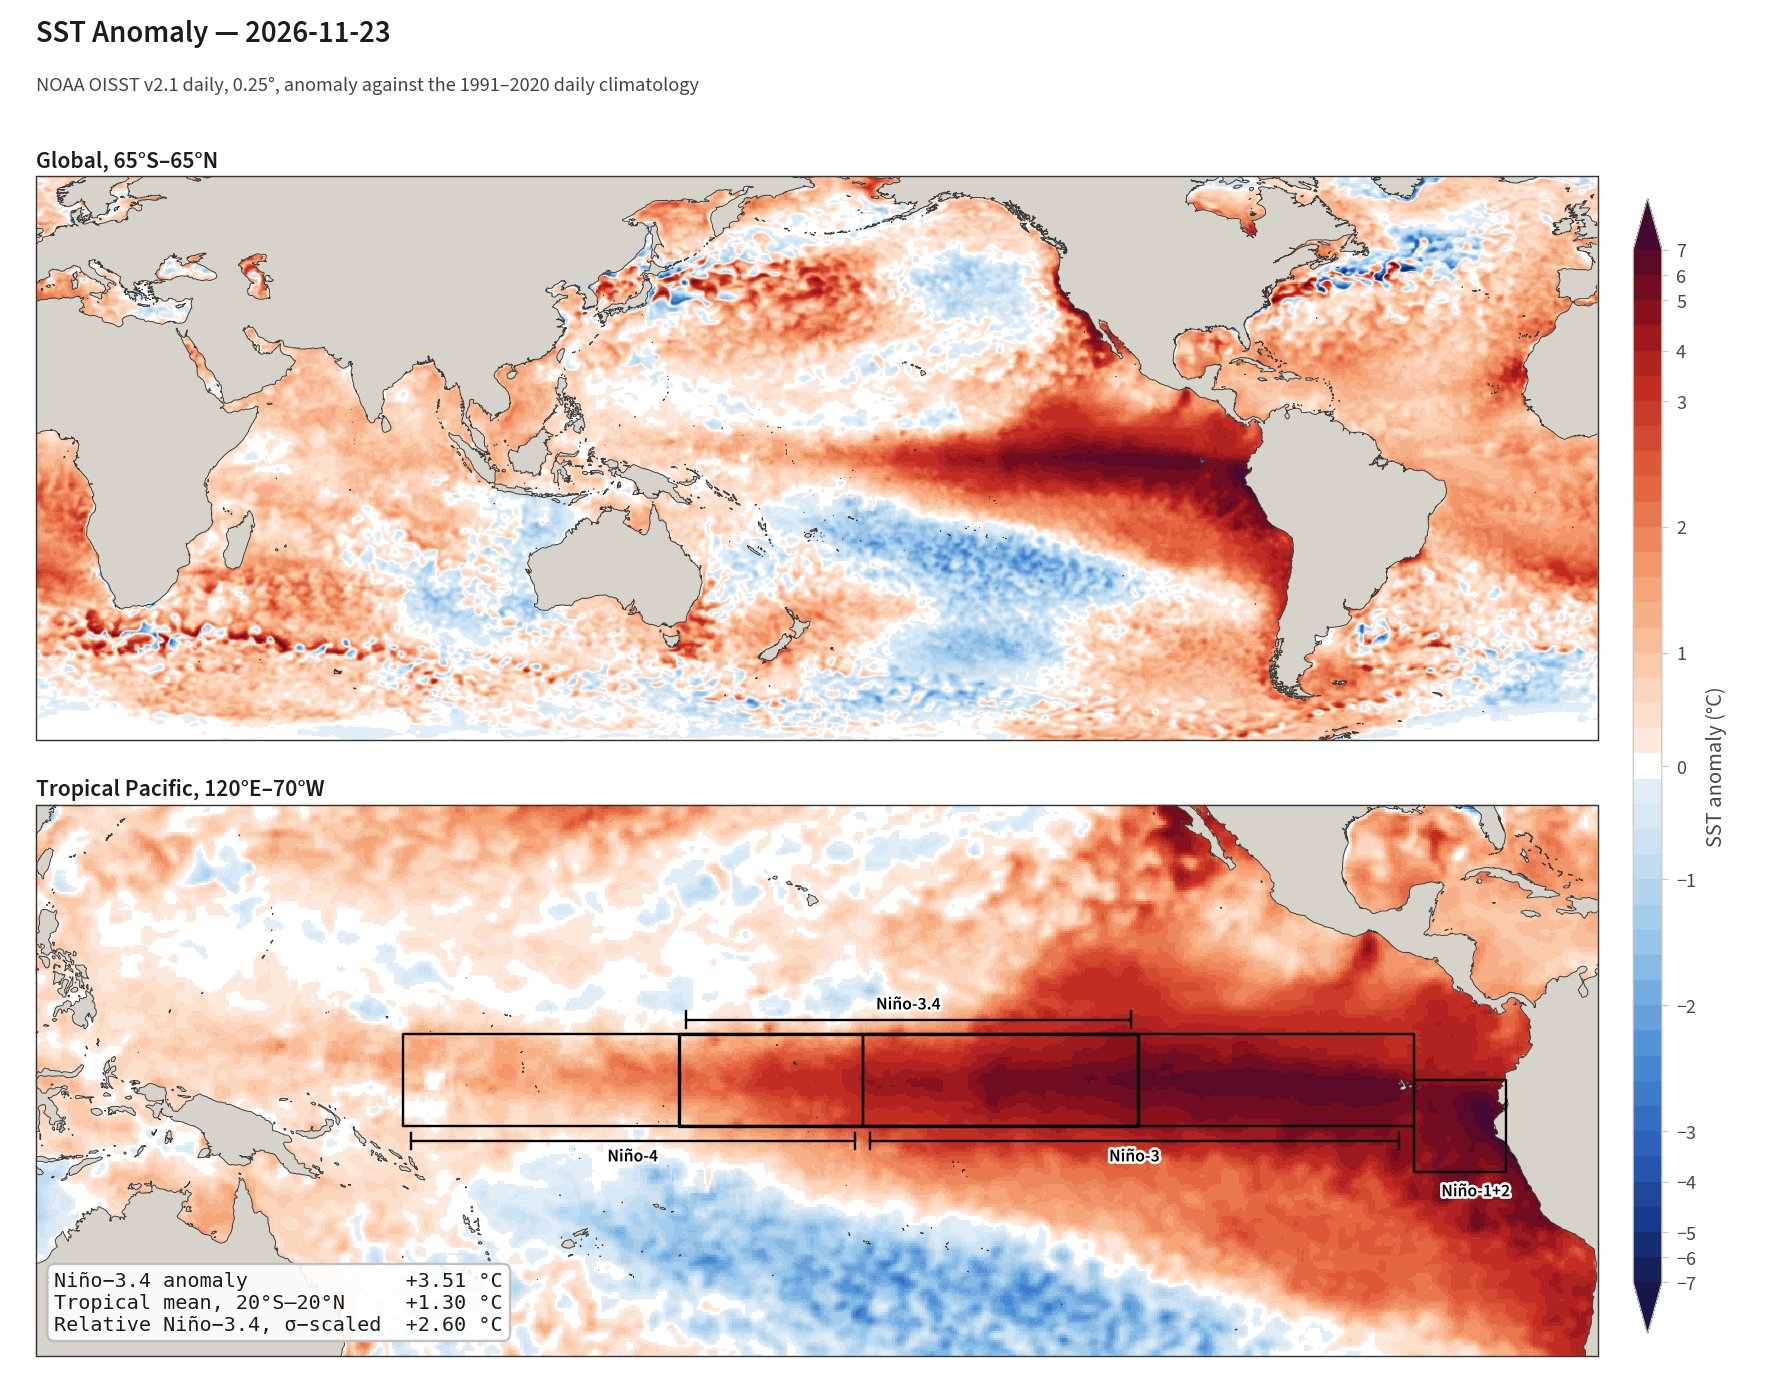 SST Anomaly — 2026-11-23
NOAA OISST v2.1 daily, 0.25°, anomaly against the 1991–2020 daily climatology
Global, 65°S–65°N
Tropical Pacific, 120°E–70°W
Niño-3.4
Niño-4
Niño-3
Niño-1+2
Niño−3.4 anomaly +3.51 °C
Tropical mean, 20°S–20°N +1.30 °C
Relative Niño−3.4, σ−scaled +2.60 °C
7
6
5
4
3
2
1
0
−1
−2
−3
−4
−5
−6
−7
SST anomaly (°C)